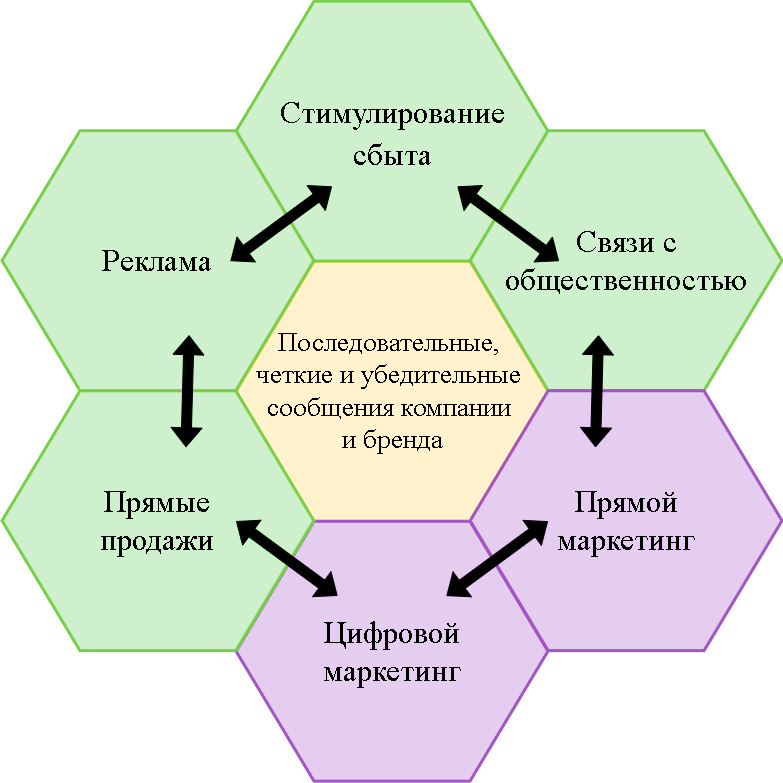 Стимулирование
сбыта
Реклама
Связи с
общественностью
Последовательные,
четкие и убедительные
сообщения компании
и бренда
Прямые
продажи
Прямой
маркетинг
Цифровой
маркетинг